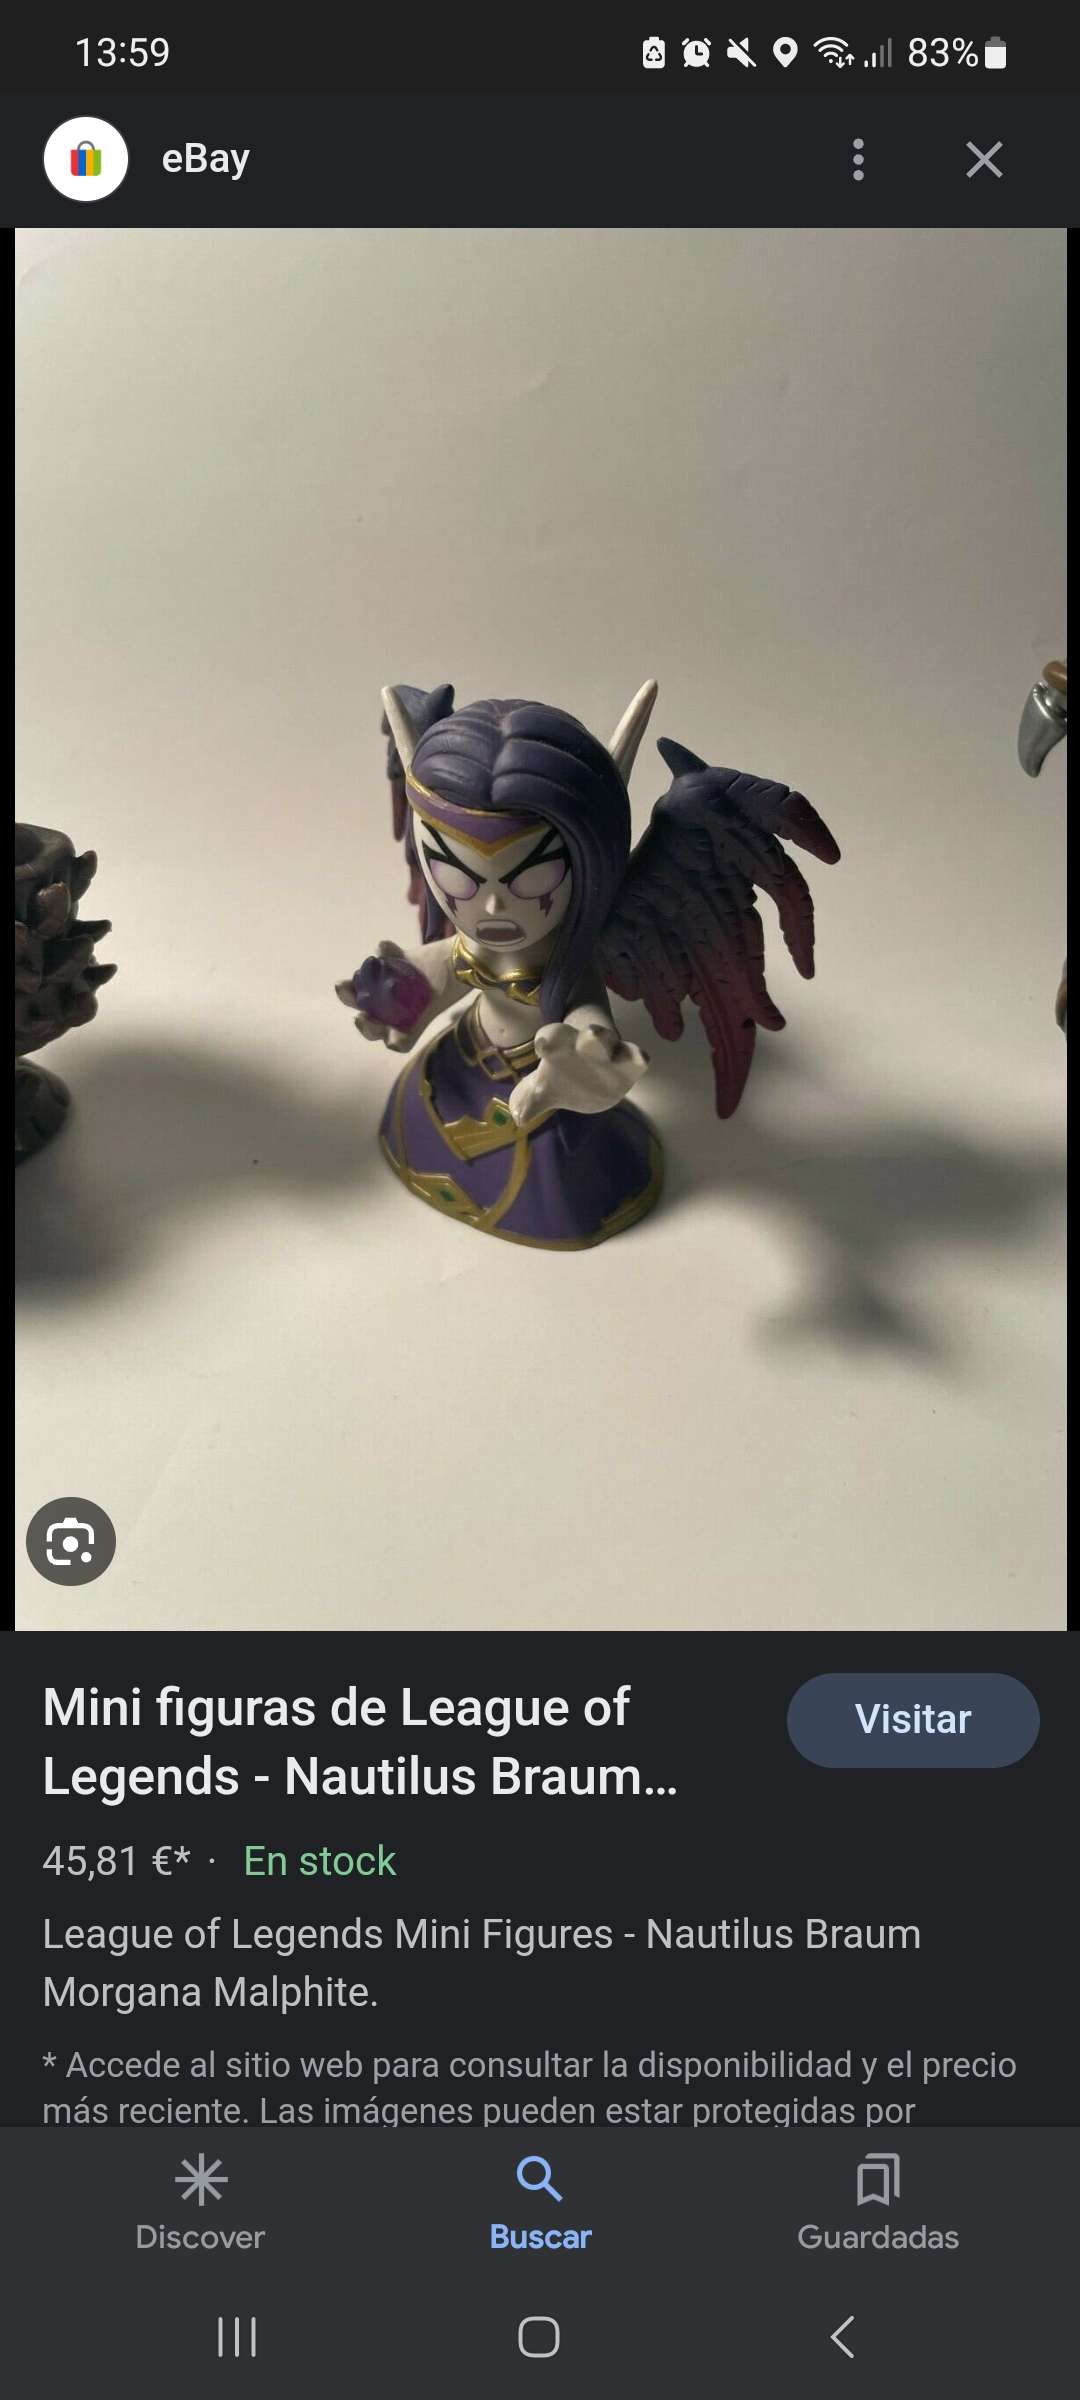 13:59
83%
eBay
Mini figuras de League of
Legends - Nautilus Braum...
Visitar
45,81 €* · En stock
League of Legends Mini Figures - Nautilus Braum
Morgana Malphite.
* Accede al sitio web para consultar la disponibilidad y el precio
más reciente. Las imágenes pueden estar protegidas por
Discover
Buscar
Guardadas